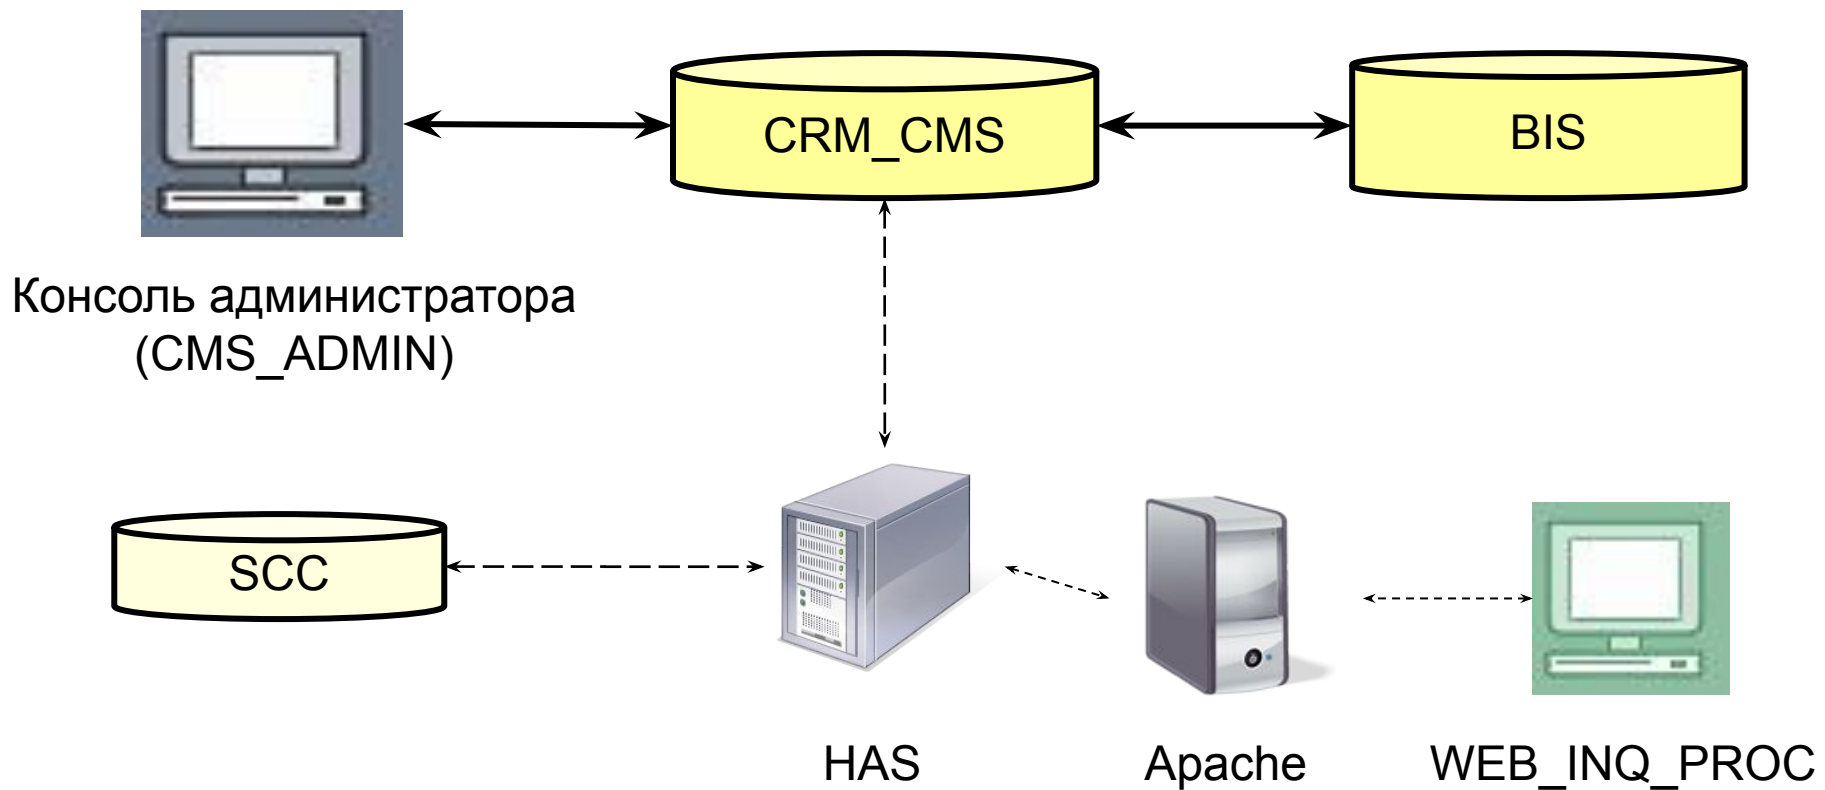 CRM_CMS
BIS
Консоль администратора
(CMS_ADMIN)
SCC
HAS
Apache
WEB_INQ_PROC